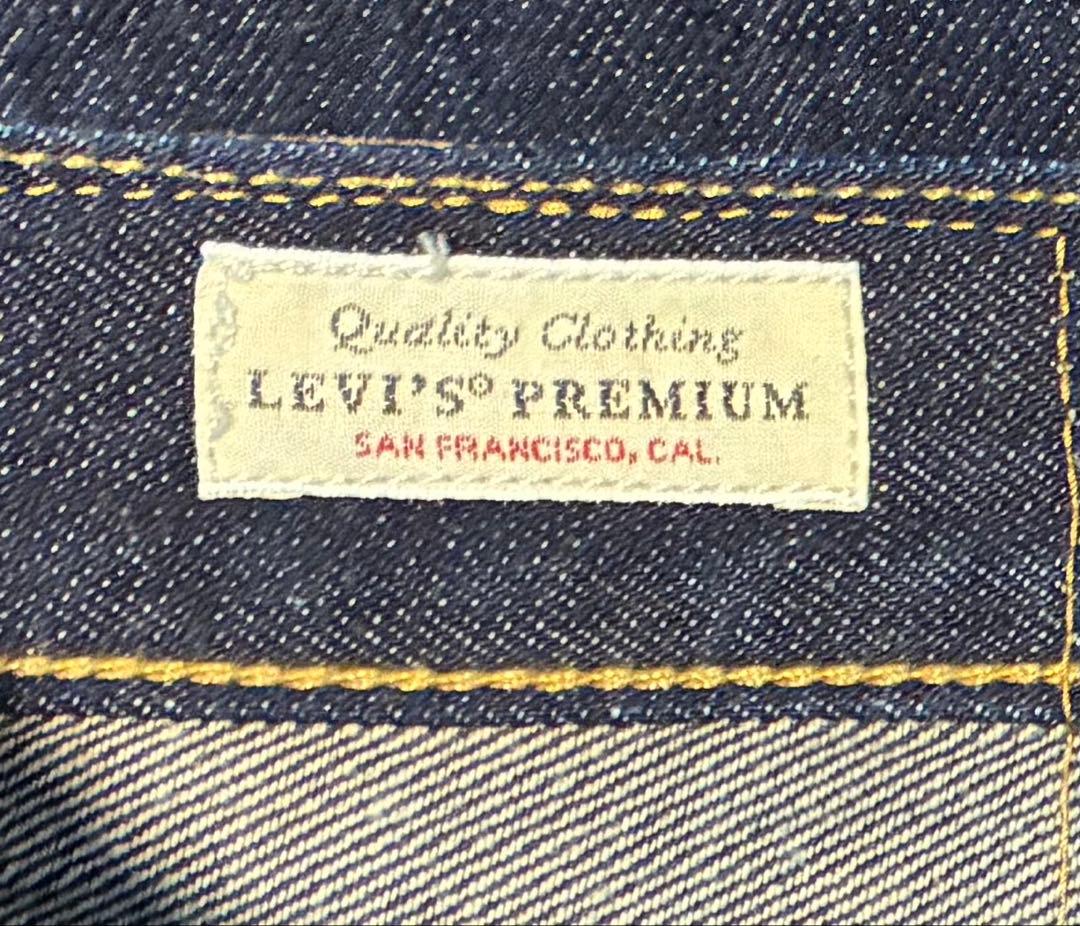 Quality Clothing
LEVI'S® PREMIUM
SAN FRANCISCO, CAL.